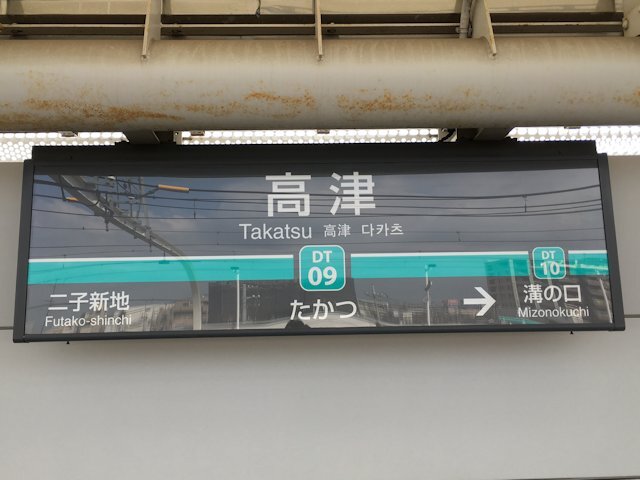 高津
Takatsu 高津 다카츠
DT
09
DT
10
二子新地
Futako-shinchi
たかつ
溝の口
Mizonokuchi